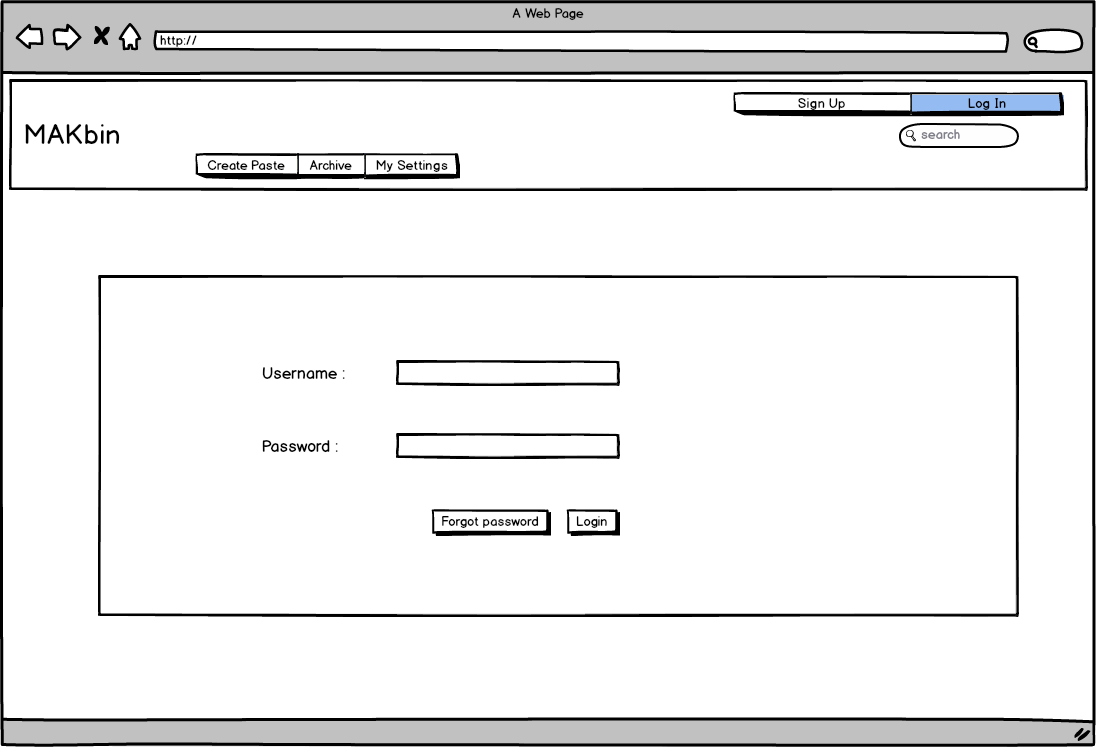 A Web Page
http://
Sign Up Log In
MAKbin
search
Create Paste Archive My Settings
Username :
Password :
Forgot password Login